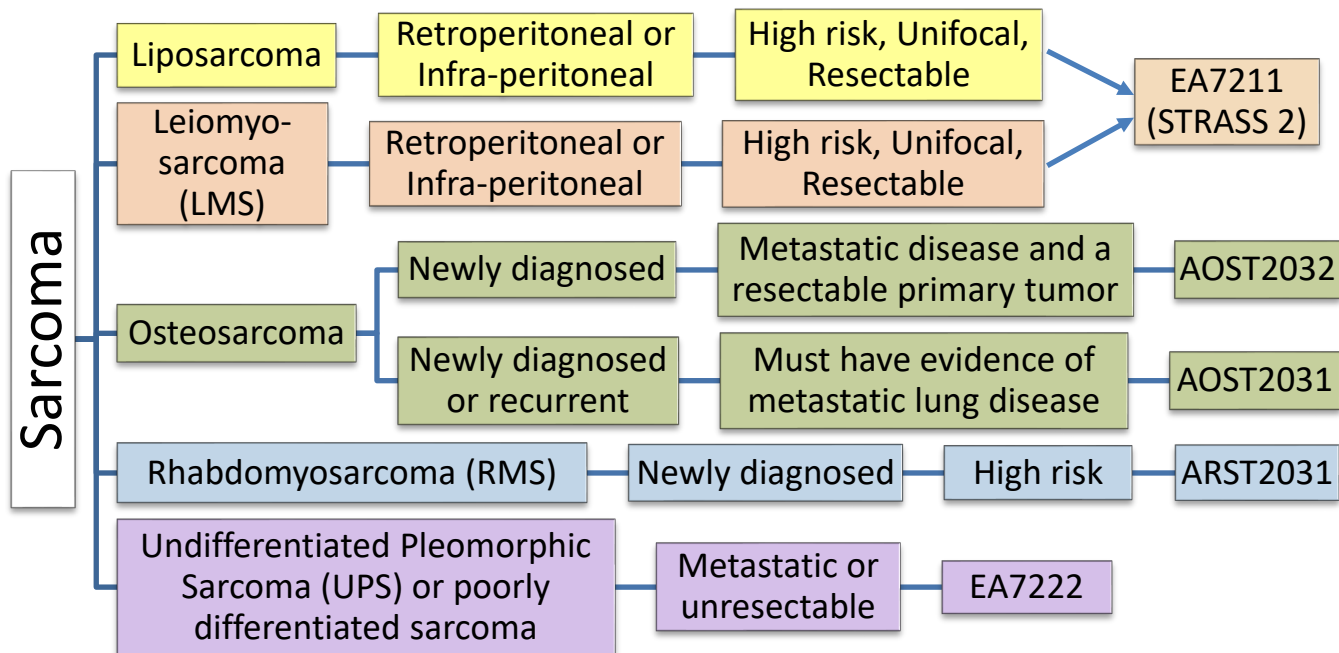 Sarcoma
Liposarcoma
Retroperitoneal or
Infra-peritoneal
High risk, Unifocal,
Resectable
EA7211
(STRASS 2)
Leiomyo-
sarcoma
(LMS)
Retroperitoneal or
Infra-peritoneal
High risk, Unifocal,
Resectable
Osteosarcoma
Newly diagnosed
Metastatic disease and a
resectable primary tumor
AOST2032
Newly diagnosed
or recurrent
Must have evidence of
metastatic lung disease
AOST2031
Rhabdomyosarcoma (RMS)
Newly diagnosed
High risk
ARST2031
Undifferentiated Pleomorphic
Sarcoma (UPS) or poorly
differentiated sarcoma
Metastatic or
unresectable
EA7222